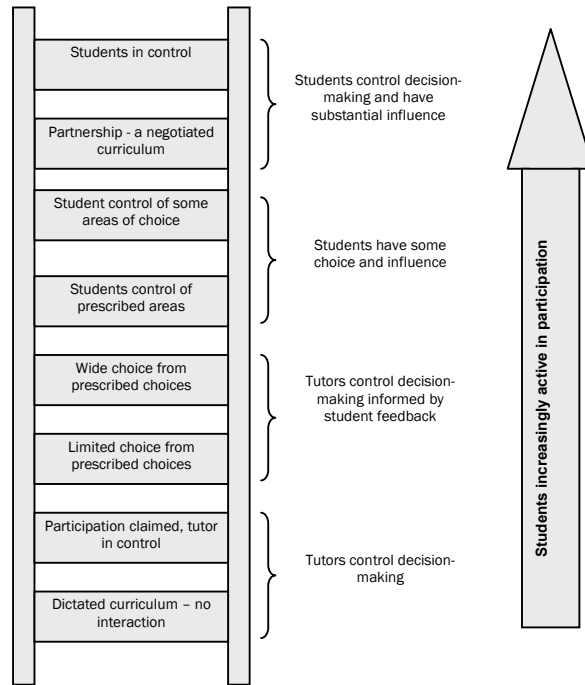 Students in control
Partnership - a negotiated
curriculum
Students control decision-
making and have
substantial influence
Student control of some
areas of choice
Students control of
prescribed areas
Students have some
choice and influence
Wide choice from
prescribed choices
Limited choice from
prescribed choices
Tutors control decision-
making informed by
student feedback
Participation claimed, tutor
in control
Dictated curriculum – no
interaction
Tutors control decision-
making
Students increasingly active in participation